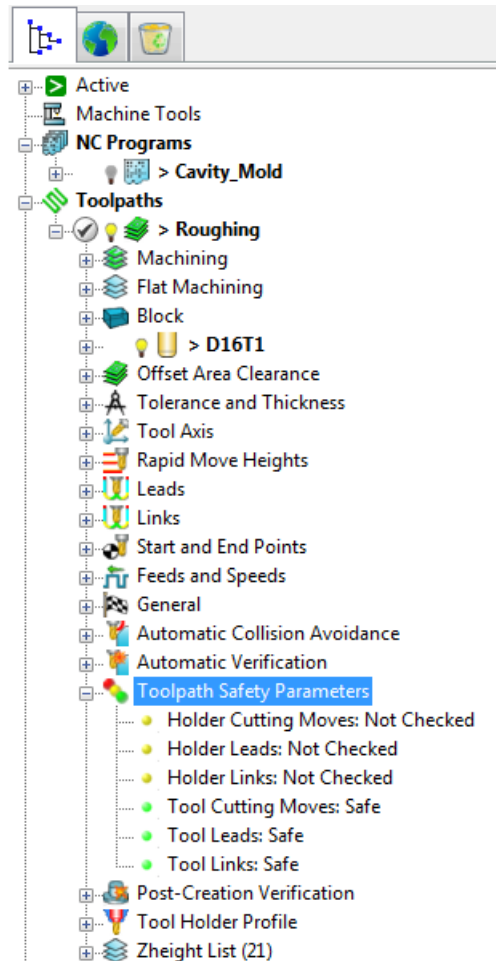 Active
Machine Tools
NC Programs
> Cavity_Mold
Toolpaths
> Roughing
Machining
Flat Machining
Block
> D16T1
Offset Area Clearance
Tolerance and Thickness
Tool Axis
Rapid Move Heights
Leads
Links
Start and End Points
Feeds and Speeds
General
Automatic Collision Avoidance
Automatic Verification
Toolpath Safety Parameters
Holder Cutting Moves: Not Checked
Holder Leads: Not Checked
Holder Links: Not Checked
Tool Cutting Moves: Safe
Tool Leads: Safe
Tool Links: Safe
Post-Creation Verification
Tool Holder Profile
Zheight List (21)